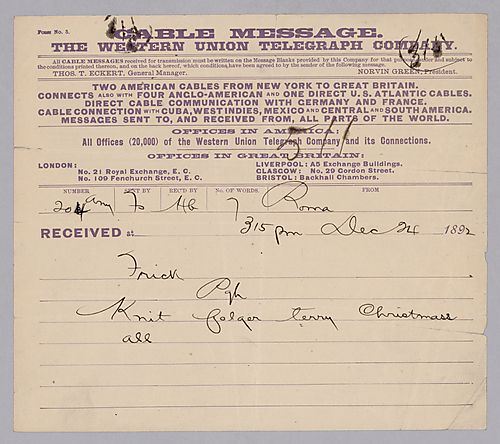 FORM No. 5.
CABLE MESSAGE.
THE WESTERN UNION TELEGRAPH COMPANY.
All CABLE MESSAGES received for transmission must be written on the Message Blanks provided by this Company for that purpose, under and subject to
the conditions printed thereon, and on the back hereof, which conditions have been agreed to by the sender of the following message.
THOS. T. ECKERT, General Manager. NORVIN GREEN, President.
TWO AMERICAN CABLES FROM NEW YORK TO GREAT BRITAIN.
CONNECTS ALSO WITH FOUR ANGLO-AMERICAN AND ONE DIRECT U.S. ATLANTIC CABLES.
DIRECT CABLE COMMUNICATION WITH GERMANY AND FRANCE.
CABLE CONNECTION WITH CUBA, WEST INDIES, MEXICO AND CENTRAL AND SOUTH AMERICA.
MESSAGES SENT TO, AND RECEIVED FROM, ALL PARTS OF THE WORLD.
OFFICES IN AMERICA:
All Offices (20,000) of the Western Union Telegraph Company and its Connections.
OFFICES IN GREAT BRITAIN:
LONDON: LIVERPOOL: A5 Exchange Buildings.
No. 21 Royal Exchange, E.C. GLASGOW: No. 29 Gordon Street.
No. 109 Fenchurch Street, E.C. BRISTOL: Backhall Chambers.
NUMBER SENT BY REC'D BY No. OF WORDS. FROM
204 7 Roma
RECEIVED at 315 pm Dec 24 1892
Frick
Pgh
Knit folger terry Christmass
all